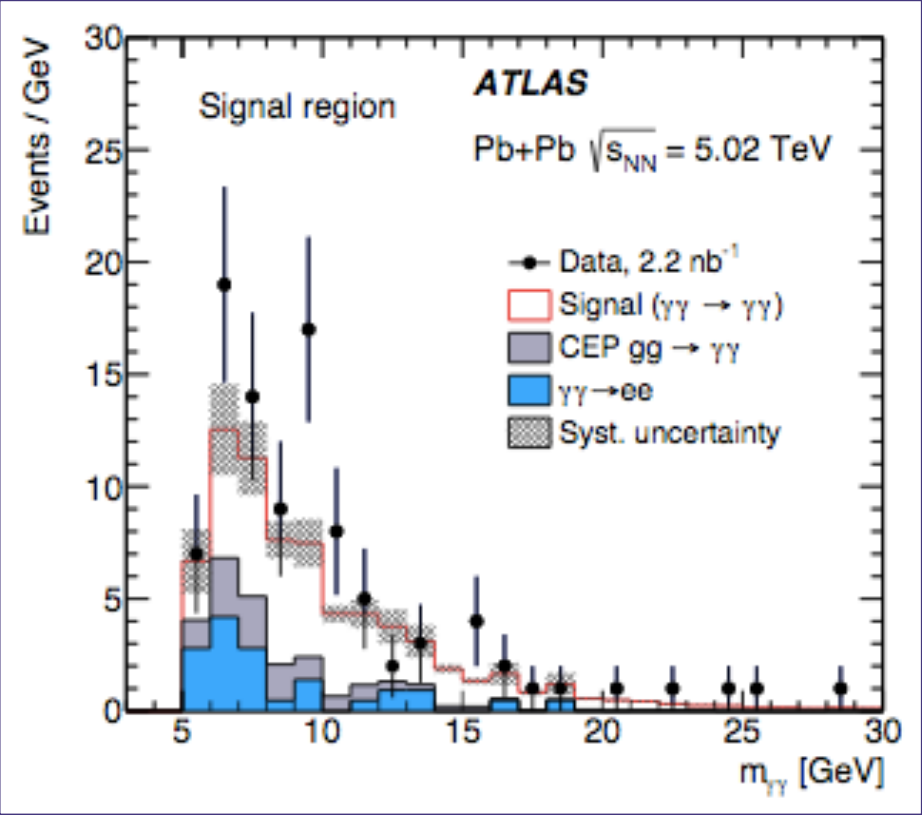 Events / GeV
30
25
20
15
10
5
0
Signal region
ATLAS
Pb+Pb √s_NN = 5.02 TeV
Data, 2.2 nb⁻¹
Signal (γγ → γγ)
CEP gg → γγ
γγ→ee
Syst. uncertainty
5 10 15 20 25 30
m_γγ [GeV]